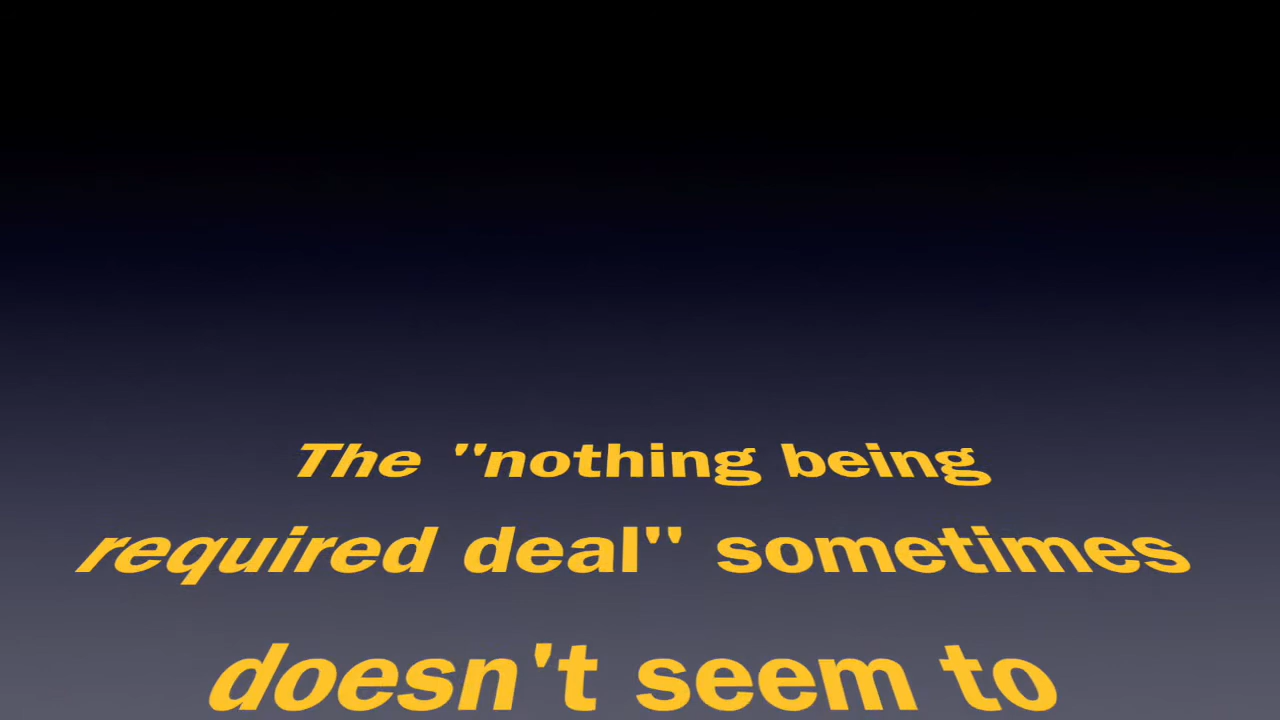 The "nothing being
required deal" sometimes
doesn't seem to